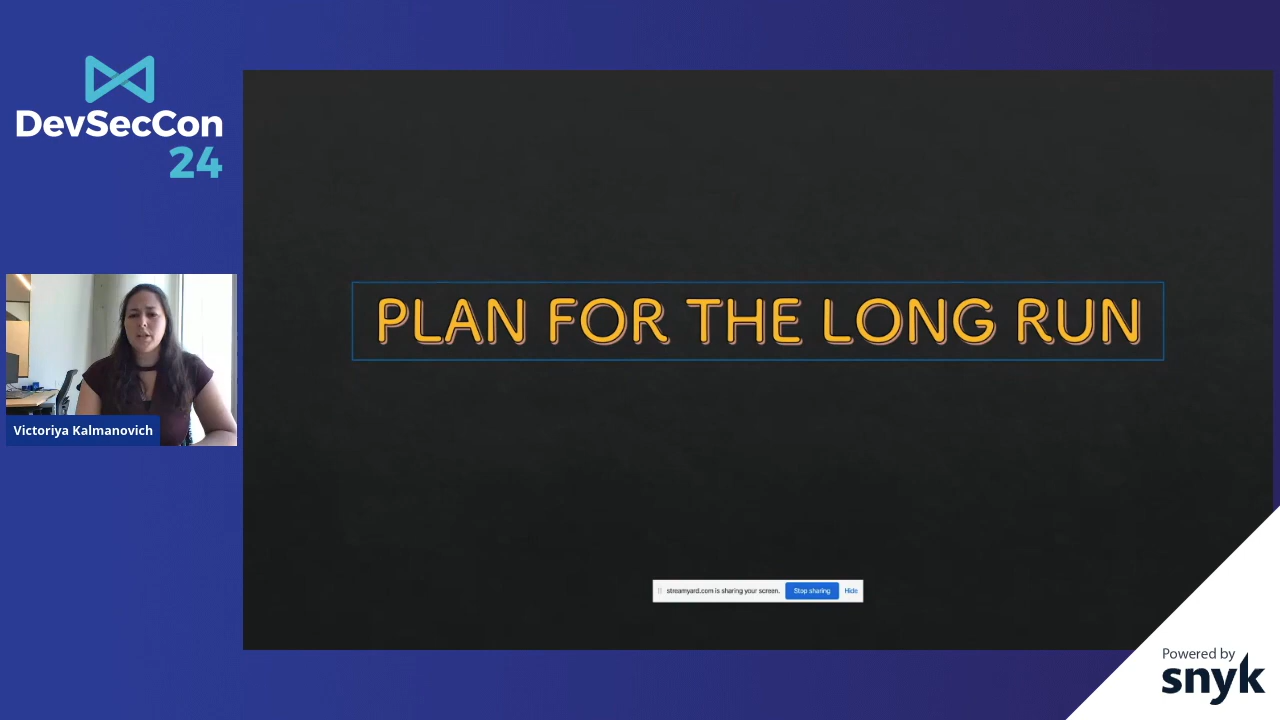 DevSecCon
24
PLAN FOR THE LONG RUN
Victoriya Kalmanovich
streamyard.com is sharing your screen. Stop sharing Hide
Powered by
snyk